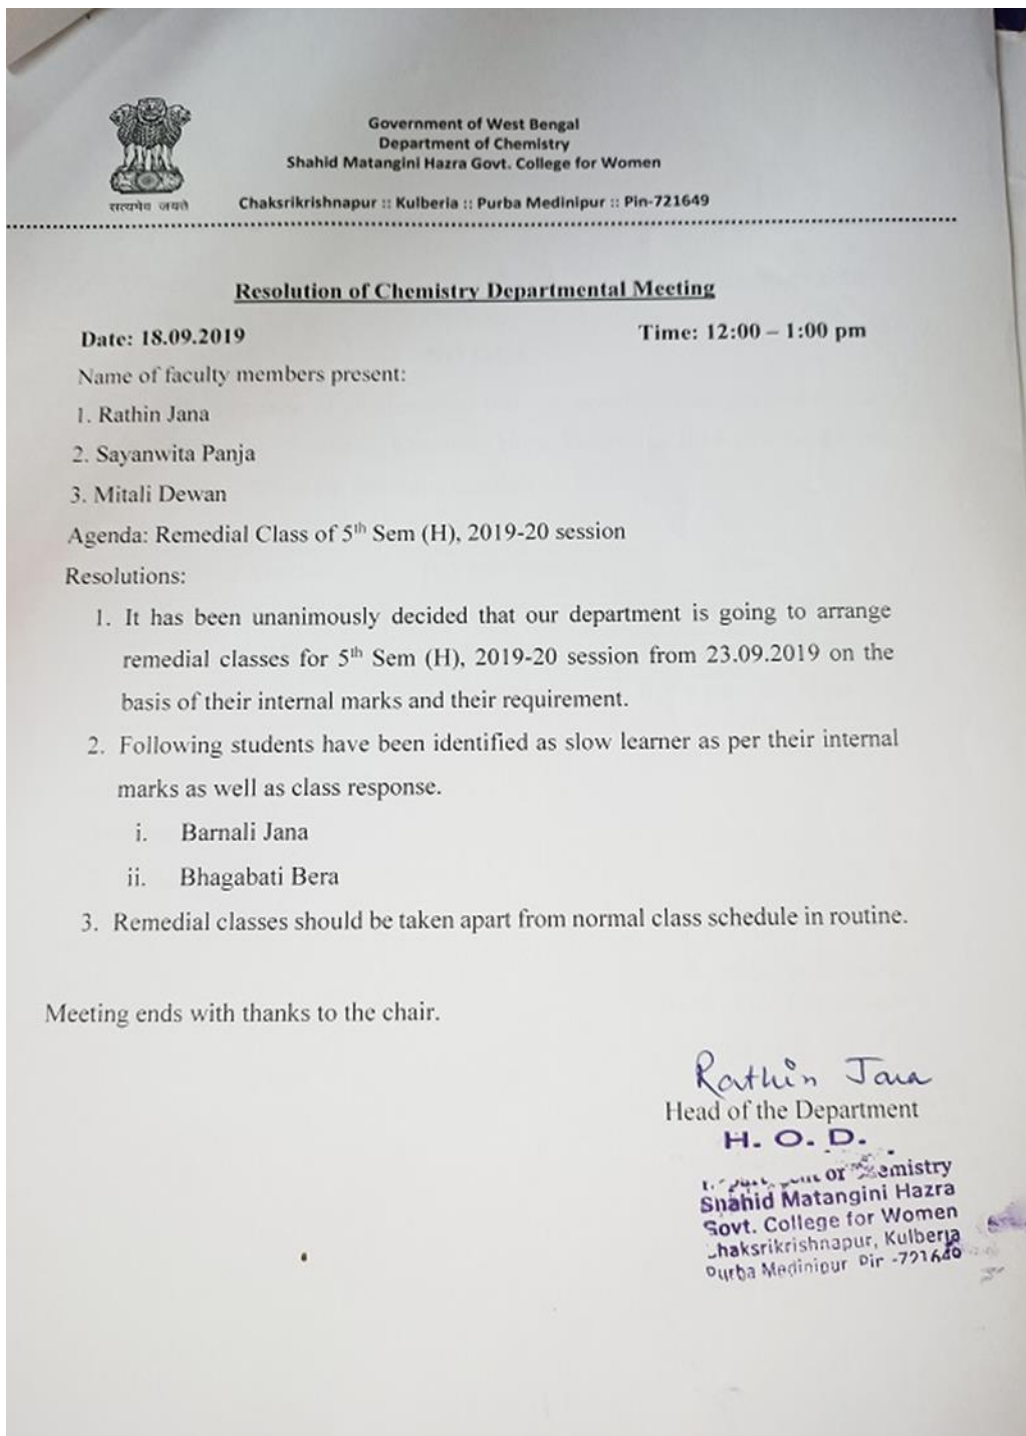 Government of West Bengal
Department of Chemistry
Shahid Matangini Hazra Govt. College for Women
सत्यमेव जयते
Chaksrikrishnapur :: Kulberia :: Purba Medinipur :: Pin-721649
Resolution of Chemistry Departmental Meeting
Date: 18.09.2019 Time: 12:00 – 1:00 pm
Name of faculty members present:
1. Rathin Jana
2. Sayanwita Panja
3. Mitali Dewan
Agenda: Remedial Class of 5th Sem (H), 2019-20 session
Resolutions:
1. It has been unanimously decided that our department is going to arrange
remedial classes for 5th Sem (H), 2019-20 session from 23.09.2019 on the
basis of their internal marks and their requirement.
2. Following students have been identified as slow learner as per their internal
marks as well as class response.
i. Barnali Jana
ii. Bhagabati Bera
3. Remedial classes should be taken apart from normal class schedule in routine.
Meeting ends with thanks to the chair.
Rathin Jana
Head of the Department
H. O. D.
Shahid Matangini Hazra
Govt. College for Women
Chaksrikrishnapur, Kulberia
Purba Medinipur